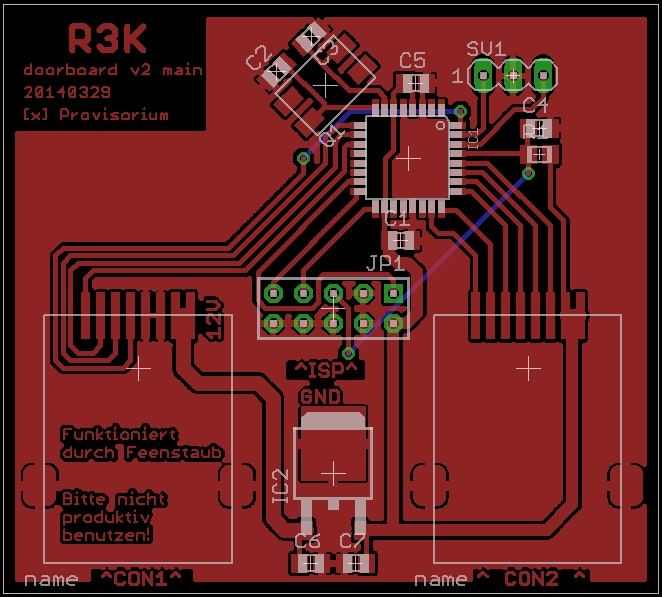 R3K
doorboard v2 main
20140329
[x] Provisorium
C2
C3
Q1
C5
SV1
1
IC1
C4
R1
C1
JP1
12V
^ISP^
GND
Funktioniert
durch Feenstaub
Bitte nicht
produktiv
benutzen!
IC2
C6
C7
name
^CON1^
name
^ CON2 ^